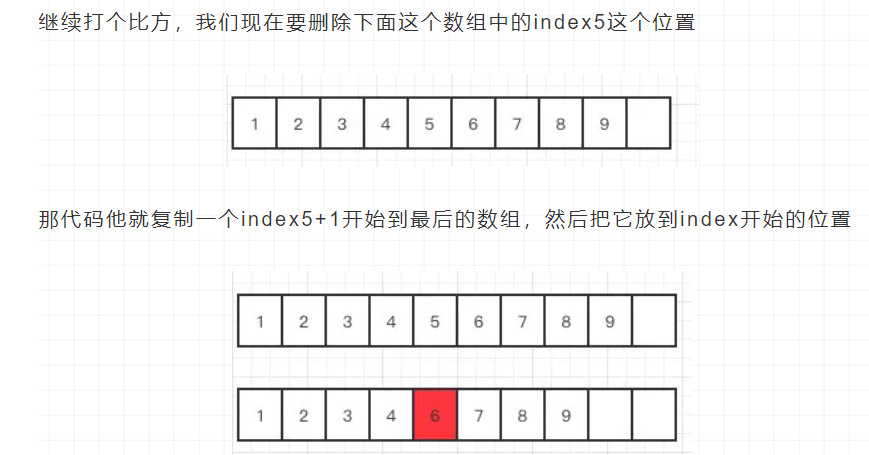 继续打个比方，我们现在要删除下面这个数组中的index5这个位置
1 2 3 4 5 6 7 8 9
那代码他就复制一个index5+1开始到最后的数组，然后把它放到index开始的位置
1 2 3 4 5 6 7 8 9
1 2 3 4 6 7 8 9